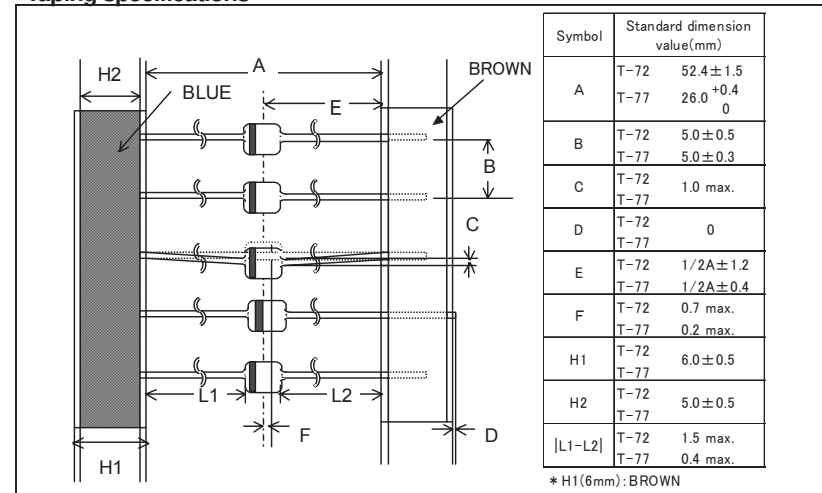 Taping specifications
H2
A
BROWN
BLUE
E
B
C
L1
L2
F
D
H1
Symbol Standard dimension value(mm)
A T-72 52.4±1.5
T-77 26.0 +0.4 0
B T-72 5.0±0.5
T-77 5.0±0.3
C T-72 1.0 max.
T-77
D T-72 0
T-77
E T-72 1/2A±1.2
T-77 1/2A±0.4
F T-72 0.7 max.
T-77 0.2 max.
H1 T-72 6.0±0.5
T-77
H2 T-72 5.0±0.5
T-77
|L1-L2| T-72 1.5 max.
T-77 0.4 max.
* H1(6mm):BROWN